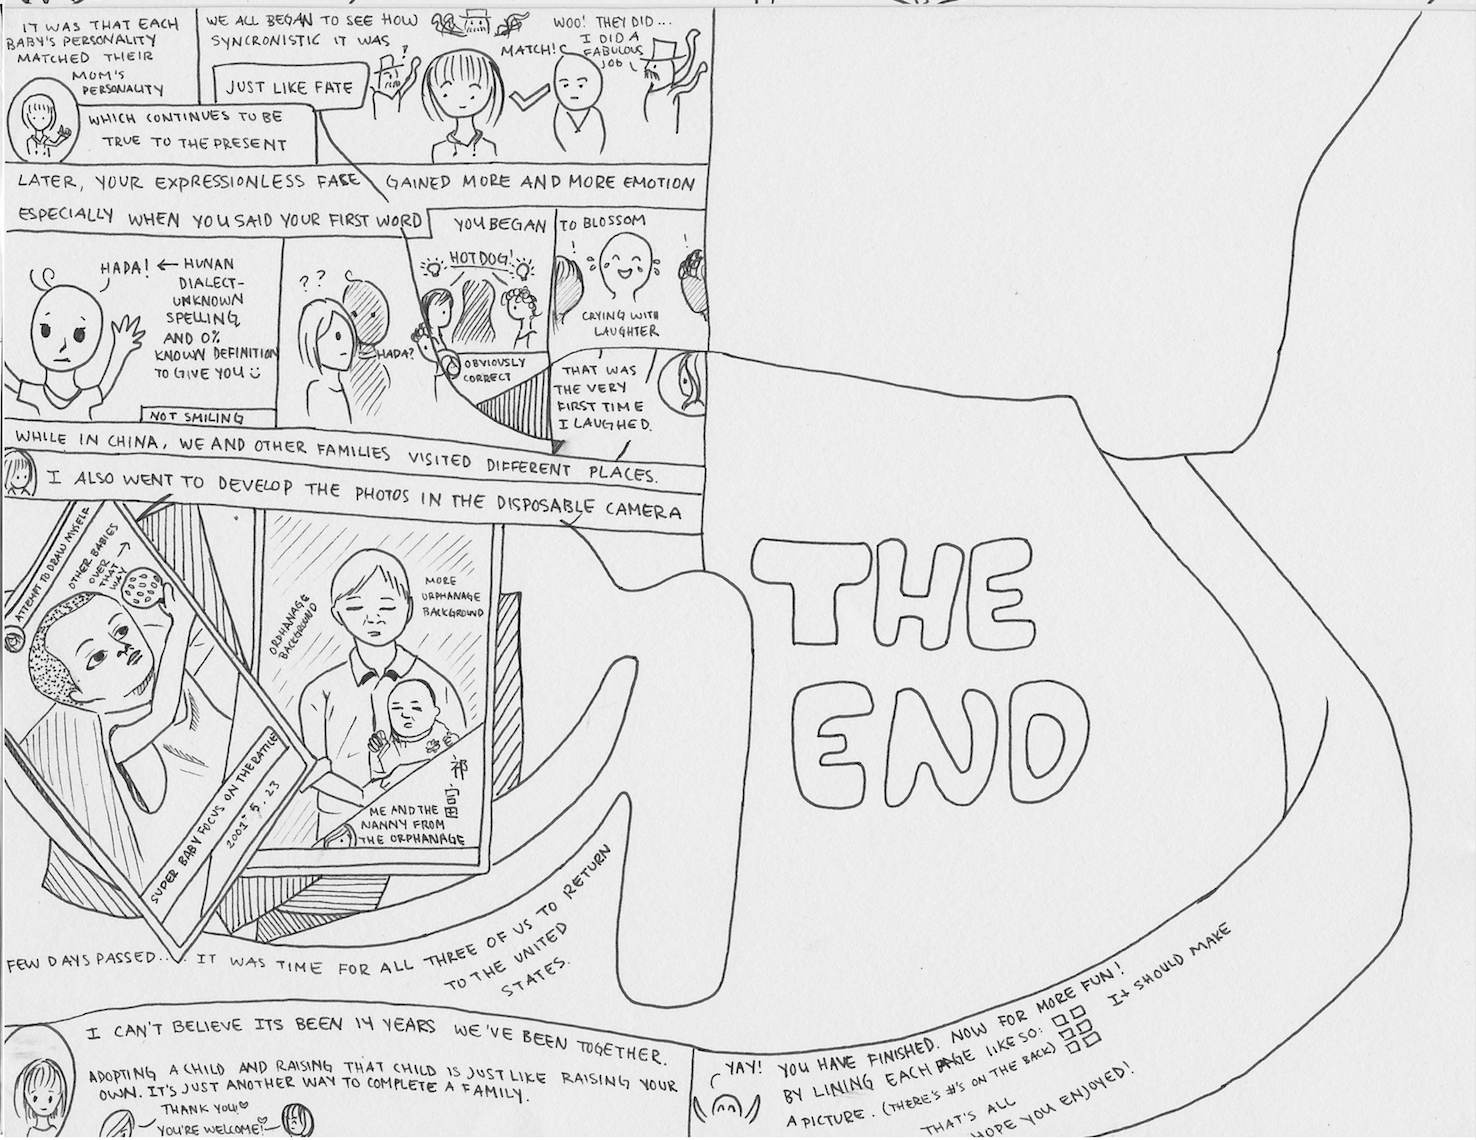 IT WAS THAT EACH
BABY'S PERSONALITY
MATCHED THEIR
MOM'S
PERSONALITY
WHICH CONTINUES TO BE
TRUE TO THE PRESENT
WE ALL BEGAN TO SEE HOW
SYNCRONISTIC IT WAS
JUST LIKE FATE
?
MATCH!
WOO! THEY DID...
I DID A
FABULOUS
JOB
LATER, YOUR EXPRESSIONLESS FACE GAINED MORE AND MORE EMOTION
ESPECIALLY WHEN YOU SAID YOUR FIRST WORD
YOU BEGAN
TO BLOSSOM
HADA! ← HUNAN
DIALECT-
UNKNOWN
SPELLING
AND 0%
KNOWN DEFINITION
TO GIVE YOU
NOT SMILING
? ?
HADA?
HOTDOG!
OBVIOUSLY
CORRECT
!
!
CRYING WITH
LAUGHTER
THAT WAS
THE VERY
FIRST TIME
I LAUGHED.
WHILE IN CHINA, WE AND OTHER FAMILIES VISITED DIFFERENT PLACES.
I ALSO WENT TO DEVELOP THE PHOTOS IN THE DISPOSABLE CAMERA
ATTEMPT TO DRAW MYSELF
OTHER BABIES
OVER
THAT
WAY
SUPER BABY FOCUS ON THE RATTLE
2001 5.23
ORPHANAGE
BACKGROUND
MORE
ORPHANAGE
BACKGROUND
祁
富
ME AND THE
NANNY FROM
THE ORPHANAGE
FEW DAYS PASSED.... IT WAS TIME FOR ALL THREE OF US TO RETURN
TO THE UNITED
STATES.
THE
END
I CAN'T BELIEVE ITS BEEN 14 YEARS WE'VE BEEN TOGETHER.
ADOPTING A CHILD AND RAISING THAT CHILD IS JUST LIKE RAISING YOUR
OWN. IT'S JUST ANOTHER WAY TO COMPLETE A FAMILY.
THANK YOU!
YOU'RE WELCOME!
YAY! YOU HAVE FINISHED. NOW FOR MORE FUN!
BY LINING EACH PAGE LIKE SO: It SHOULD MAKE
A PICTURE. (THERE'S #'S ON THE BACK)
THAT'S ALL
HOPE YOU ENJOYED!